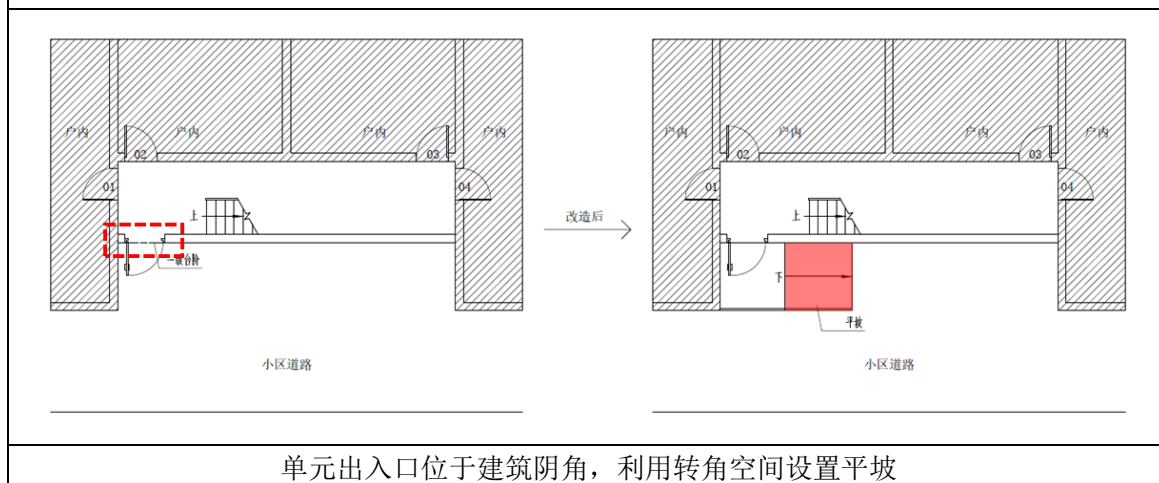 户内
户内
户内
户内
02
03
01
04
上
一级台阶
小区道路
改造后
户内
户内
户内
户内
02
03
01
04
上
下
平坡
小区道路
单元出入口位于建筑阴角，利用转角空间设置平坡